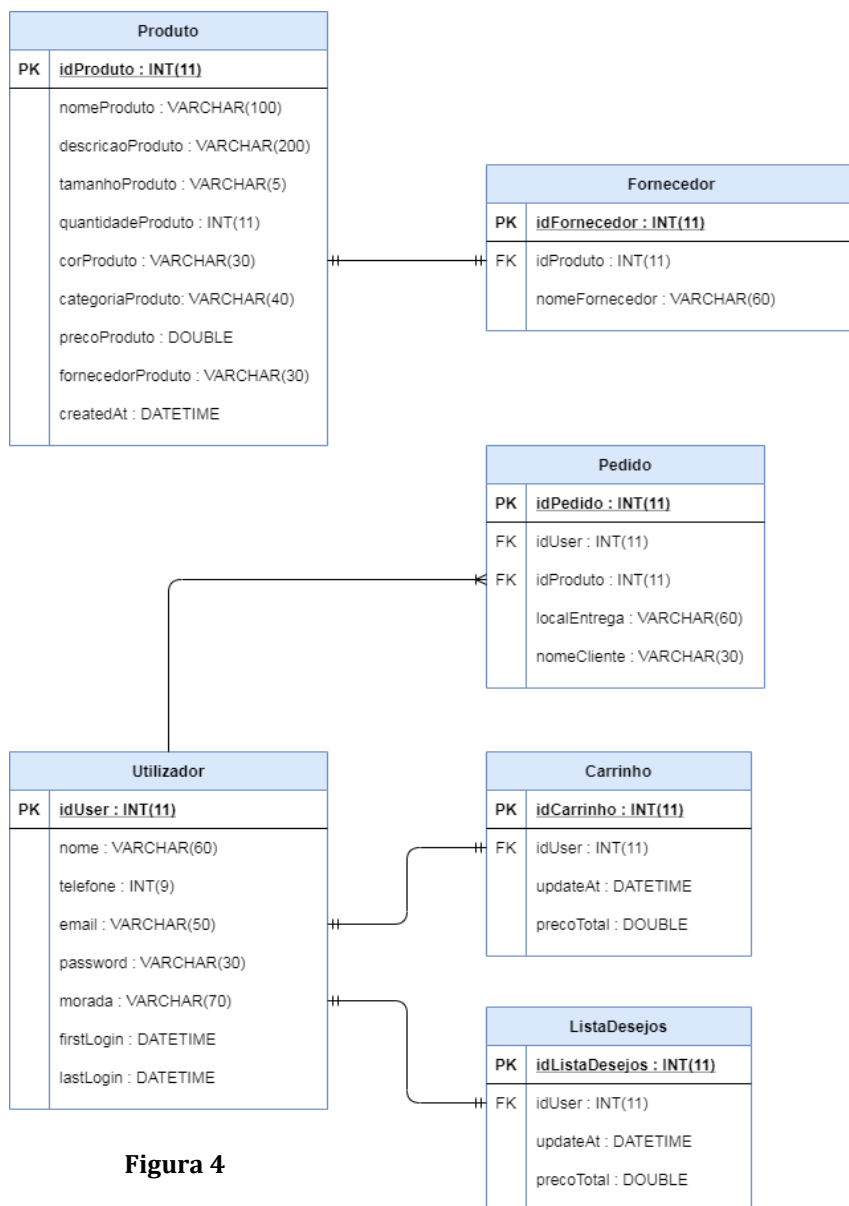 Produto
PK idProduto : INT(11)
nomeProduto : VARCHAR(100)
descricaoProduto : VARCHAR(200)
tamanhoProduto : VARCHAR(5)
quantidadeProduto : INT(11)
corProduto : VARCHAR(30)
categoriaProduto: VARCHAR(40)
precoProduto : DOUBLE
fornecedorProduto : VARCHAR(30)
createdAt : DATETIME
Fornecedor
PK idFornecedor : INT(11)
FK idProduto : INT(11)
nomeFornecedor : VARCHAR(60)
Pedido
PK idPedido : INT(11)
FK idUser : INT(11)
FK idProduto : INT(11)
localEntrega : VARCHAR(60)
nomeCliente : VARCHAR(30)
Utilizador
PK idUser : INT(11)
nome : VARCHAR(60)
telefone : INT(9)
email : VARCHAR(50)
password : VARCHAR(30)
morada : VARCHAR(70)
firstLogin : DATETIME
lastLogin : DATETIME
Carrinho
PK idCarrinho : INT(11)
FK idUser : INT(11)
updateAt : DATETIME
precoTotal : DOUBLE
ListaDesejos
PK idListaDesejos : INT(11)
FK idUser : INT(11)
updateAt : DATETIME
precoTotal : DOUBLE
Figura 4